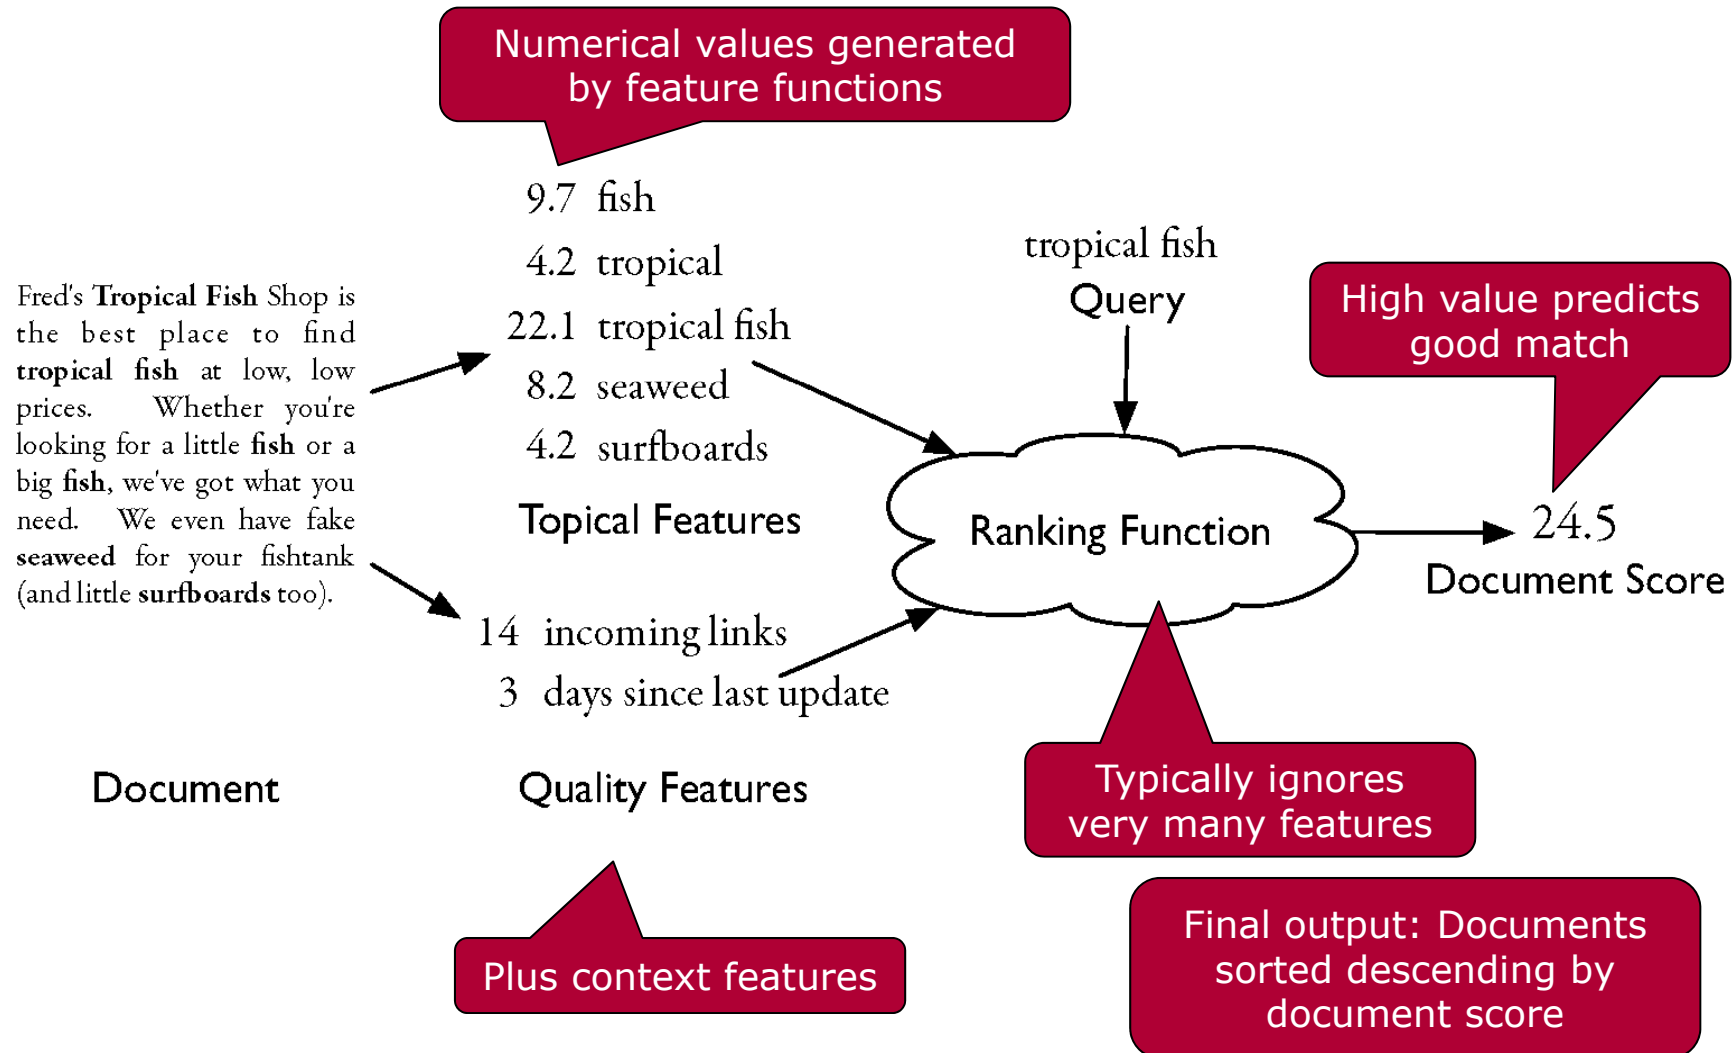 Numerical values generated
by feature functions
9.7 fish
4.2 tropical
22.1 tropical fish
8.2 seaweed
4.2 surfboards
Topical Features
Fred's Tropical Fish Shop is
the best place to find
tropical fish at low, low
prices. Whether you're
looking for a little fish or a
big fish, we've got what you
need. We even have fake
seaweed for your fishtank
(and little surfboards too).
14 incoming links
3 days since last update
Document
Quality Features
Plus context features
tropical fish
Query
Ranking Function
High value predicts
good match
24.5
Document Score
Typically ignores
very many features
Final output: Documents
sorted descending by
document score